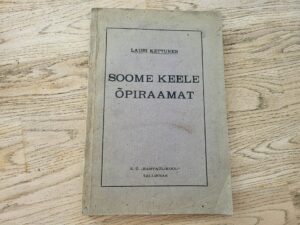 LAURI KETTUNEN
SOOME KEELE
ÕPIRAAMAT
TALLINNAS